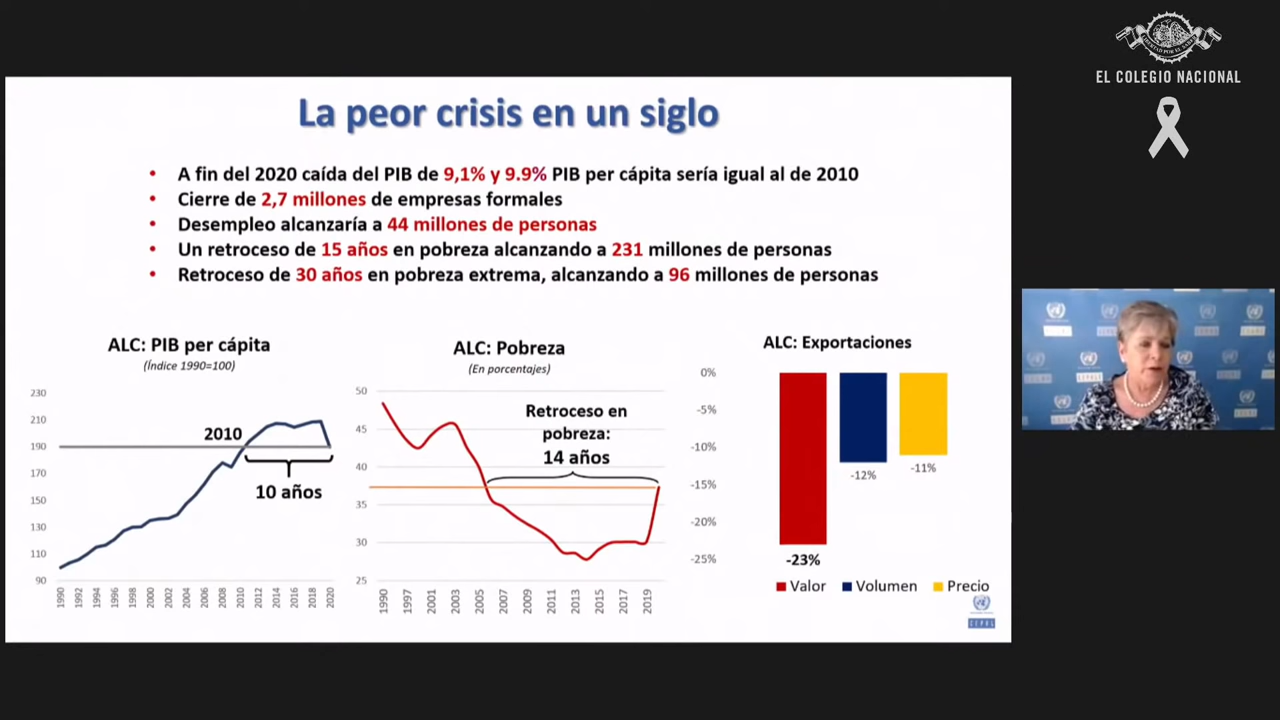 EL COLEGIO NACIONAL
La peor crisis en un siglo
• A fin del 2020 caída del PIB de 9,1% y 9.9% PIB per cápita sería igual al de 2010
• Cierre de 2,7 millones de empresas formales
• Desempleo alcanzaría a 44 millones de personas
• Un retroceso de 15 años en pobreza alcanzando a 231 millones de personas
• Retroceso de 30 años en pobreza extrema, alcanzando a 96 millones de personas
ALC: PIB per cápita
(Índice 1990=100)
230
210
190
170
150
130
110
90
2010
10 años
1990
1992
1994
1996
1998
2000
2002
2004
2006
2008
2010
2012
2014
2016
2018
2020
ALC: Pobreza
(En porcentajes)
50
45
40
35
30
25
Retroceso en
pobreza:
14 años
1990
1997
2001
2003
2005
2007
2009
2011
2013
2015
2017
2019
ALC: Exportaciones
0%
-5%
-10%
-15%
-20%
-25%
-23%
-12%
-11%
Valor Volumen Precio
CEPAL